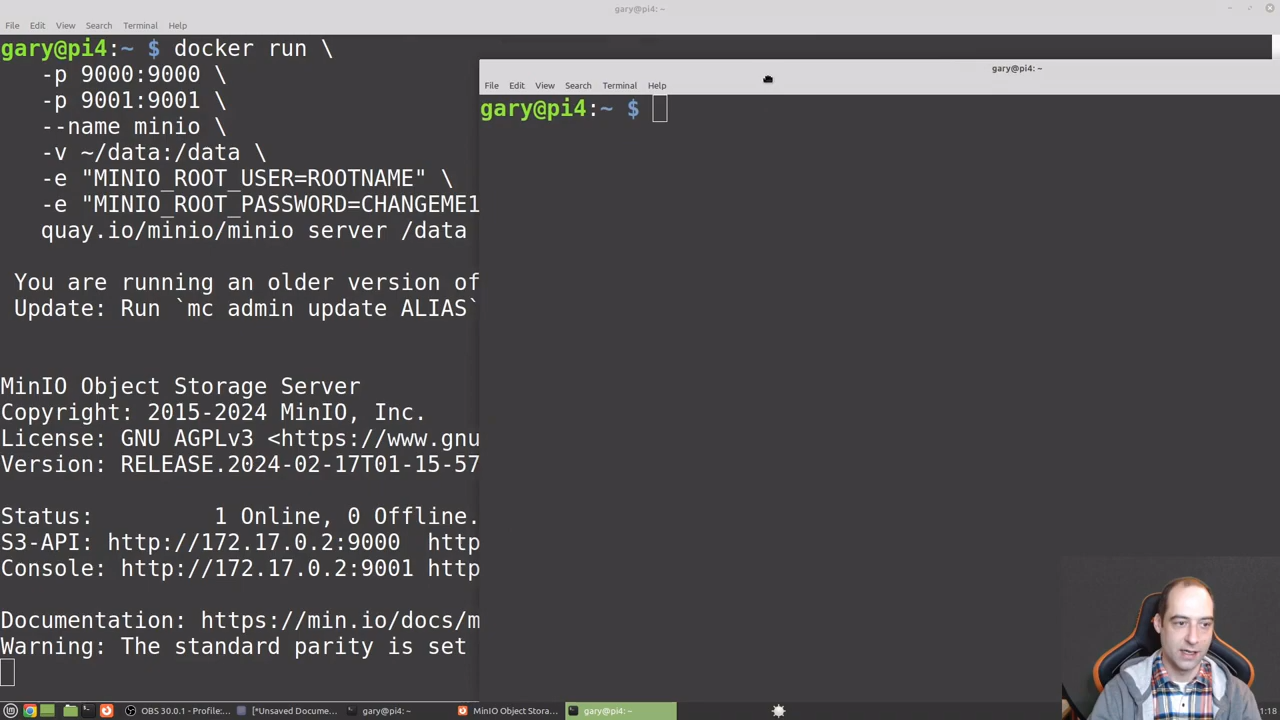 gary@pi4: ~
File Edit View Search Terminal Help
gary@pi4:~ $ docker run \
-p 9000:9000 \
-p 9001:9001 \
--name minio \
-v ~/data:/data \
-e "MINIO_ROOT_USER=ROOTNAME" \
-e "MINIO_ROOT_PASSWORD=CHANGEME1
quay.io/minio/minio server /data
You are running an older version of
Update: Run `mc admin update ALIAS`
MinIO Object Storage Server
Copyright: 2015-2024 MinIO, Inc.
License: GNU AGPLv3 <https://www.gnu
Version: RELEASE.2024-02-17T01-15-57
Status: 1 Online, 0 Offline.
S3-API: http://172.17.0.2:9000 http
Console: http://172.17.0.2:9001 http
Documentation: https://min.io/docs/m
Warning: The standard parity is set
gary@pi4: ~
File Edit View Search Terminal Help
gary@pi4:~ $
OBS 30.0.1 - Profile:... [*Unsaved Docume... gary@pi4: ~ MinIO Object Stora... gary@pi4: ~ 1:18